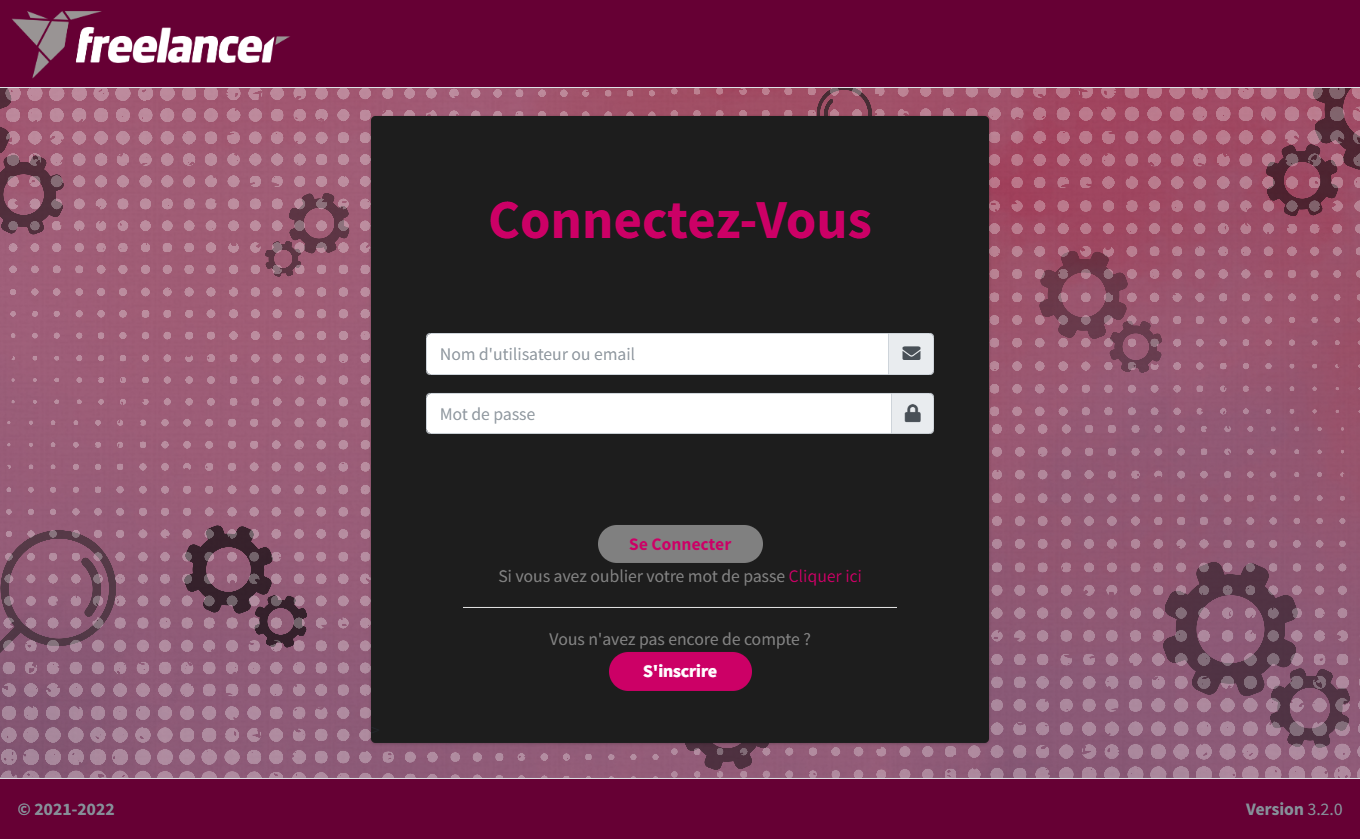 freelancer
Connectez-Vous
Nom d'utilisateur ou email
Mot de passe
Se Connecter
Si vous avez oublier votre mot de passe Cliquer ici
Vous n'avez pas encore de compte ?
S'inscrire
© 2021-2022
Version 3.2.0